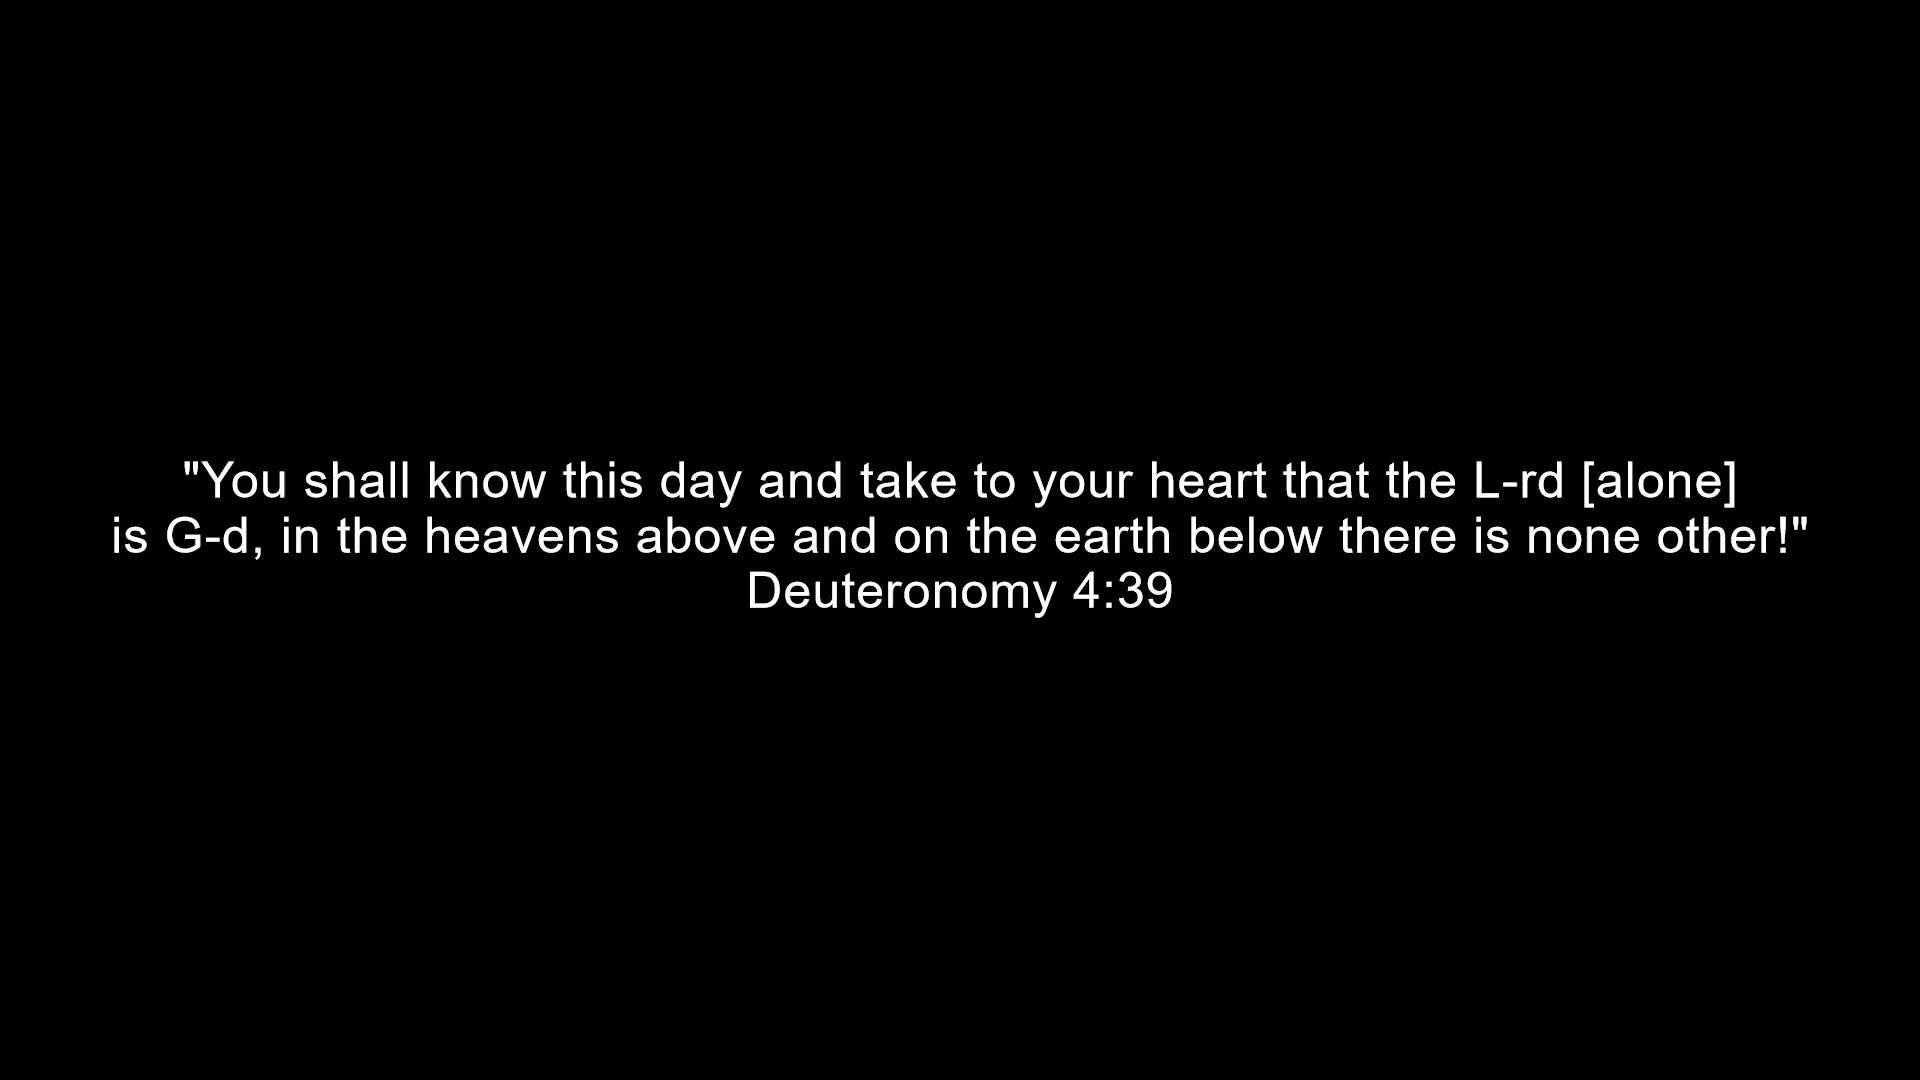 "You shall know this day and take to your heart that the L-rd [alone]
is G-d, in the heavens above and on the earth below there is none other!"
Deuteronomy 4:39